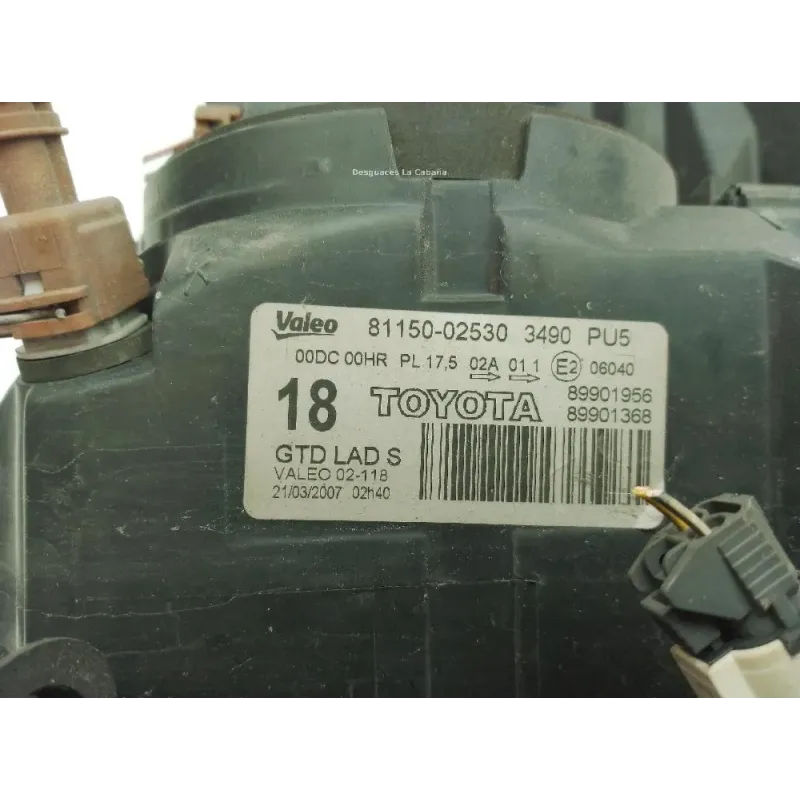 Desguaces La Cabaña
Valeo 81150-02530 3490 PU5
00DC 00HR PL 17,5 02A 01 1 E2 06040
18 TOYOTA 89901956
89901368
GTD LAD S
VALEO 02-118
21/03/2007 02h40